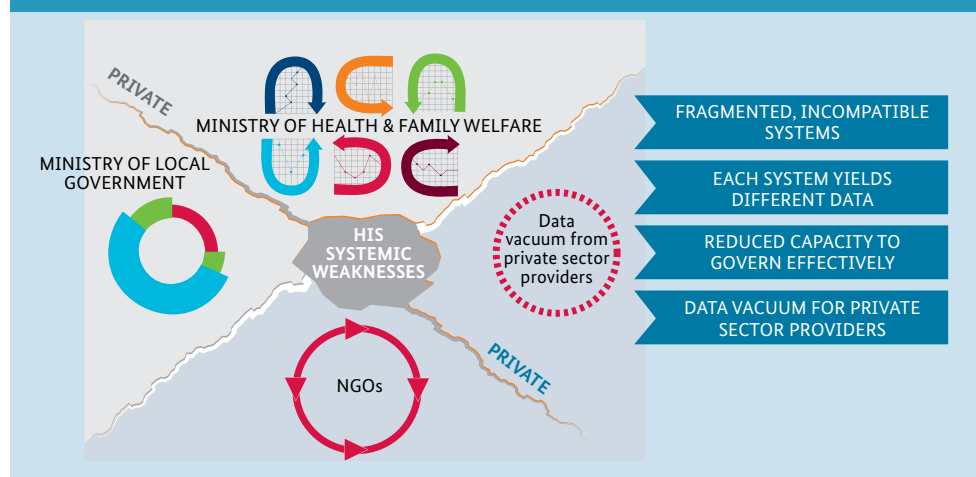 PRIVATE
MINISTRY OF HEALTH & FAMILY WELFARE
MINISTRY OF LOCAL
GOVERNMENT
HIS
SYSTEMIC
WEAKNESSES
Data
vacuum from
private sector
providers
NGOs
PRIVATE
FRAGMENTED, INCOMPATIBLE
SYSTEMS
EACH SYSTEM YIELDS
DIFFERENT DATA
REDUCED CAPACITY TO
GOVERN EFFECTIVELY
DATA VACUUM FOR PRIVATE
SECTOR PROVIDERS